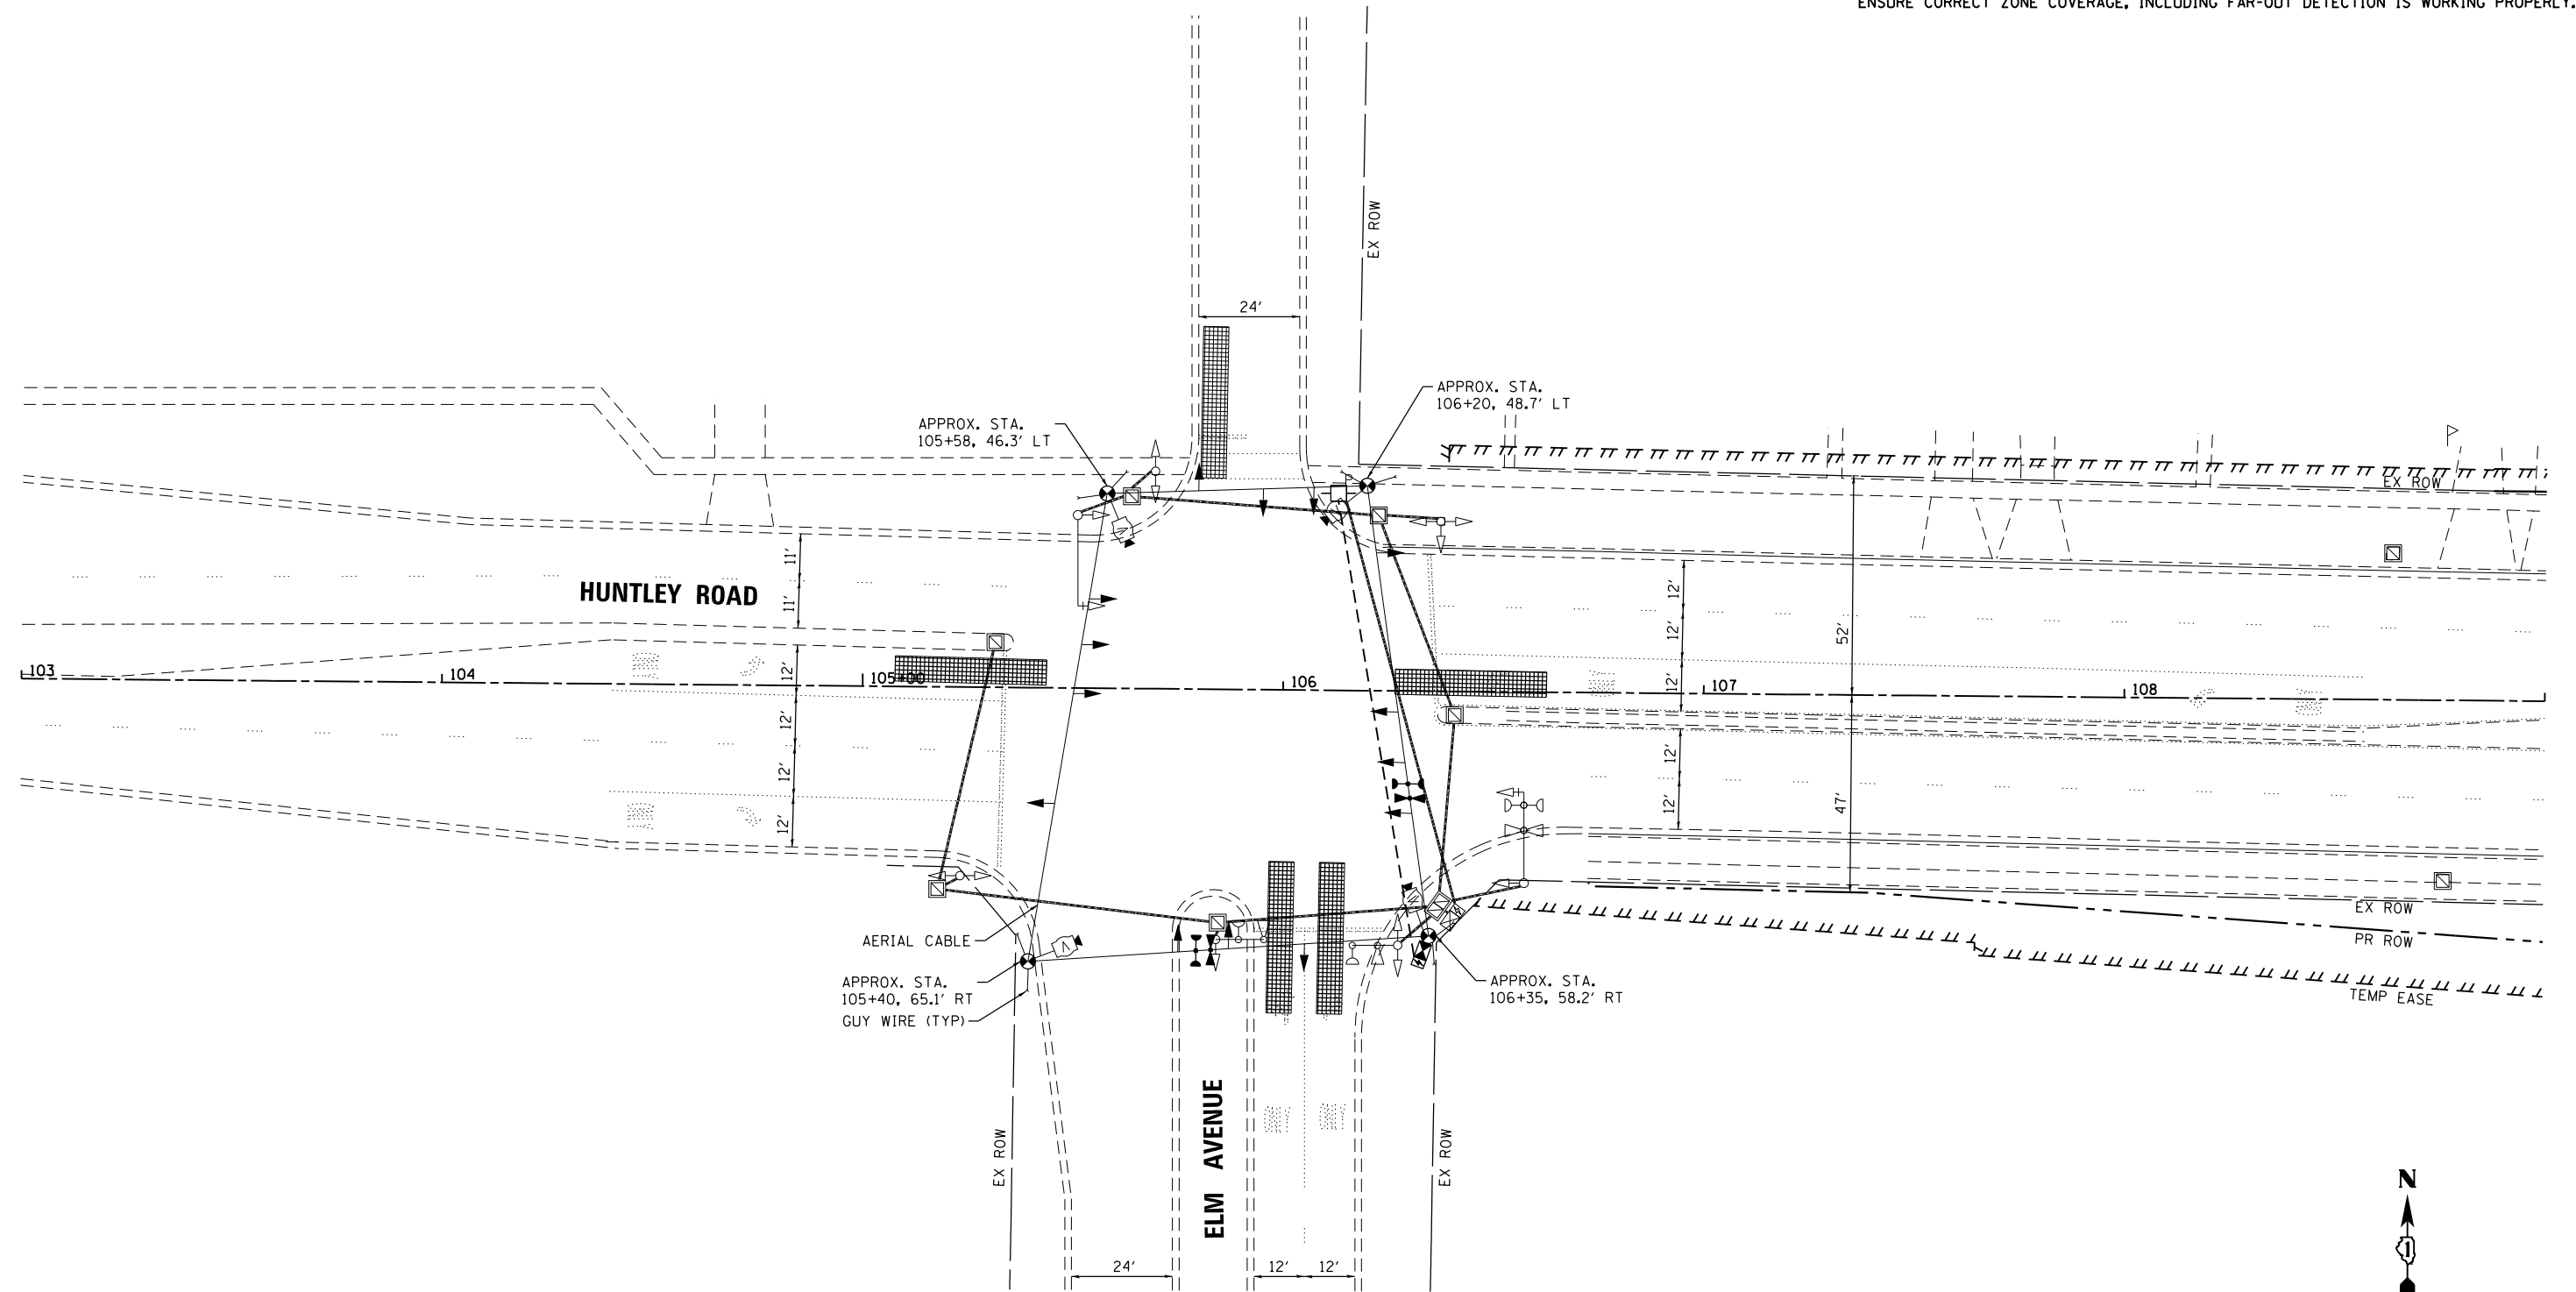 ENSURE CORRECT ZONE COVERAGE, INCLUDING FAR-OUT DETECTION IS WORKING PROPERLY.
EX ROW
24'
APPROX. STA.
106+20, 48.7' LT
APPROX. STA.
105+58, 46.3' LT
EX ROW
11'
HUNTLEY ROAD
11'
12'
12'
52'
103
104
12'
105+00
106
12'
107
108
12'
12'
12'
12'
12'
47'
EX ROW
AERIAL CABLE
PR ROW
APPROX. STA.
105+40, 65.1' RT
APPROX. STA.
106+35, 58.2' RT
TEMP EASE
GUY WIRE (TYP)
ELM AVENUE
EX ROW
EX ROW
N
1
24'
12'
12'